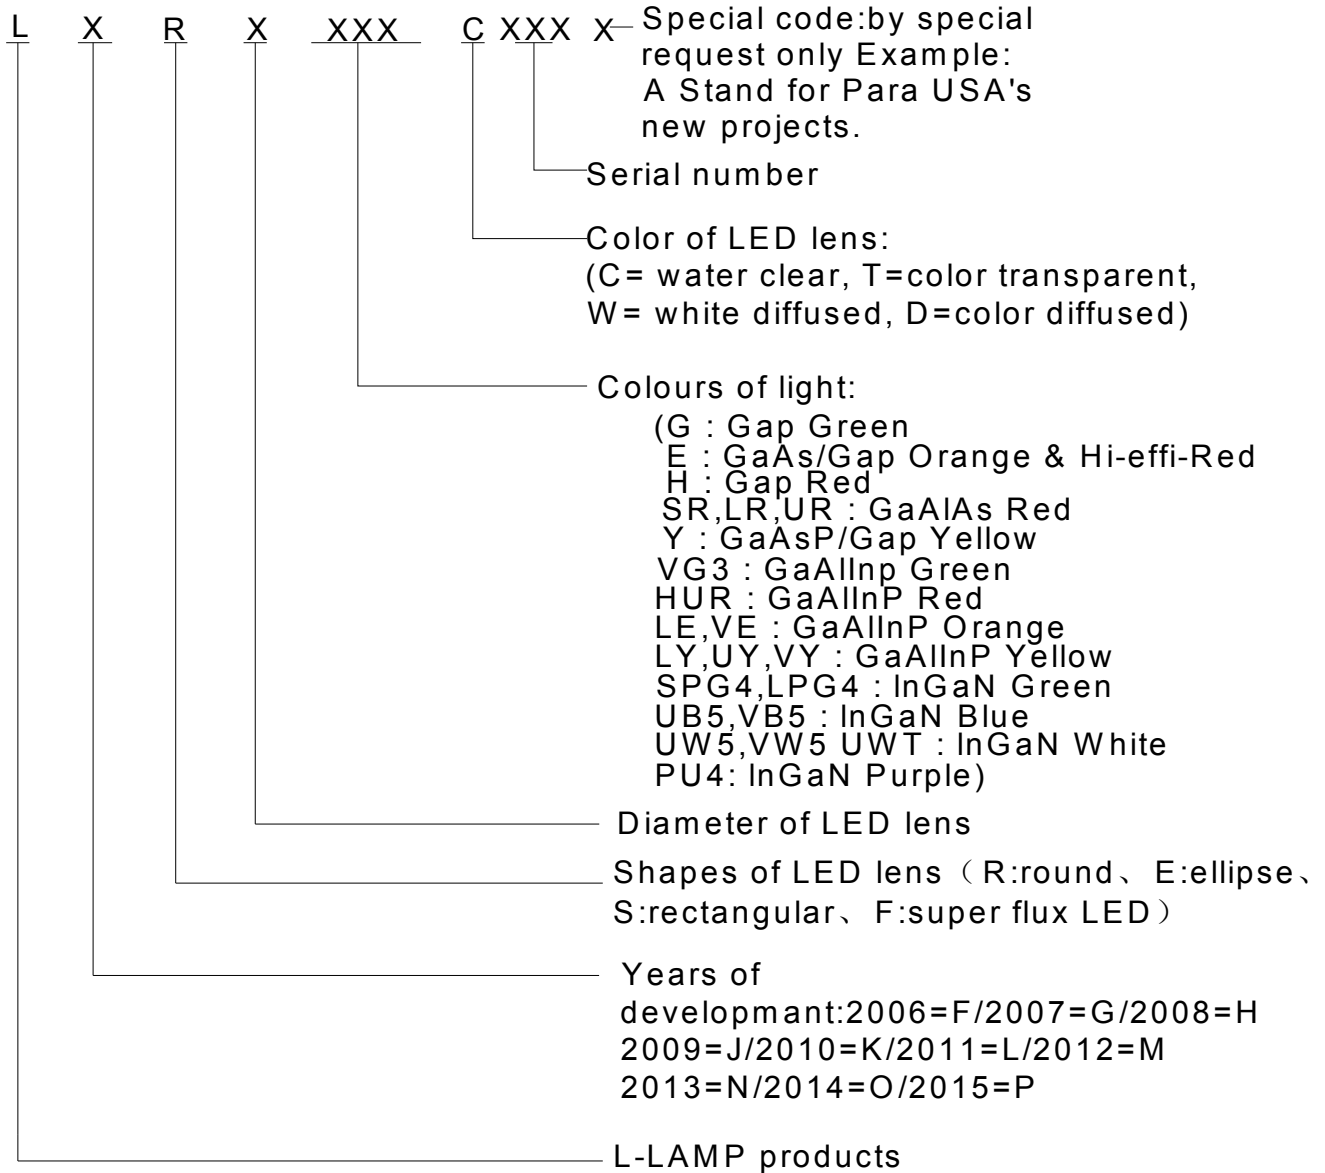 L X R X XXX C XXX X
Special code:by special
request only Example:
A Stand for Para USA's
new projects.
Serial number
Color of LED lens:
(C= water clear, T=color transparent,
W= white diffused, D=color diffused)
Colours of light:
(G : Gap Green
E : GaAs/Gap Orange & Hi-effi-Red
H : Gap Red
SR,LR,UR : GaAlAs Red
Y : GaAsP/Gap Yellow
VG3 : GaAlInp Green
HUR : GaAlInP Red
LE,VE : GaAlInP Orange
LY,UY,VY : GaAlInP Yellow
SPG4,LPG4 : InGaN Green
UB5,VB5 : InGaN Blue
UW5,VW5 UWT : InGaN White
PU4: InGaN Purple)
Diameter of LED lens
Shapes of LED lens（R:round、E:ellipse、
S:rectangular、F:super flux LED）
Years of
developmant:2006=F/2007=G/2008=H
2009=J/2010=K/2011=L/2012=M
2013=N/2014=O/2015=P
L-LAMP products